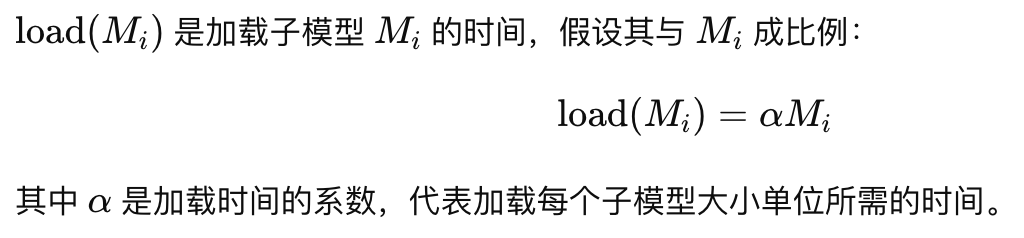 load(Mᵢ) 是加载子模型 Mᵢ 的时间，假设其与 Mᵢ 成比例：
load(Mᵢ) = αMᵢ
其中 α 是加载时间的系数，代表加载每个子模型大小单位所需的时间。